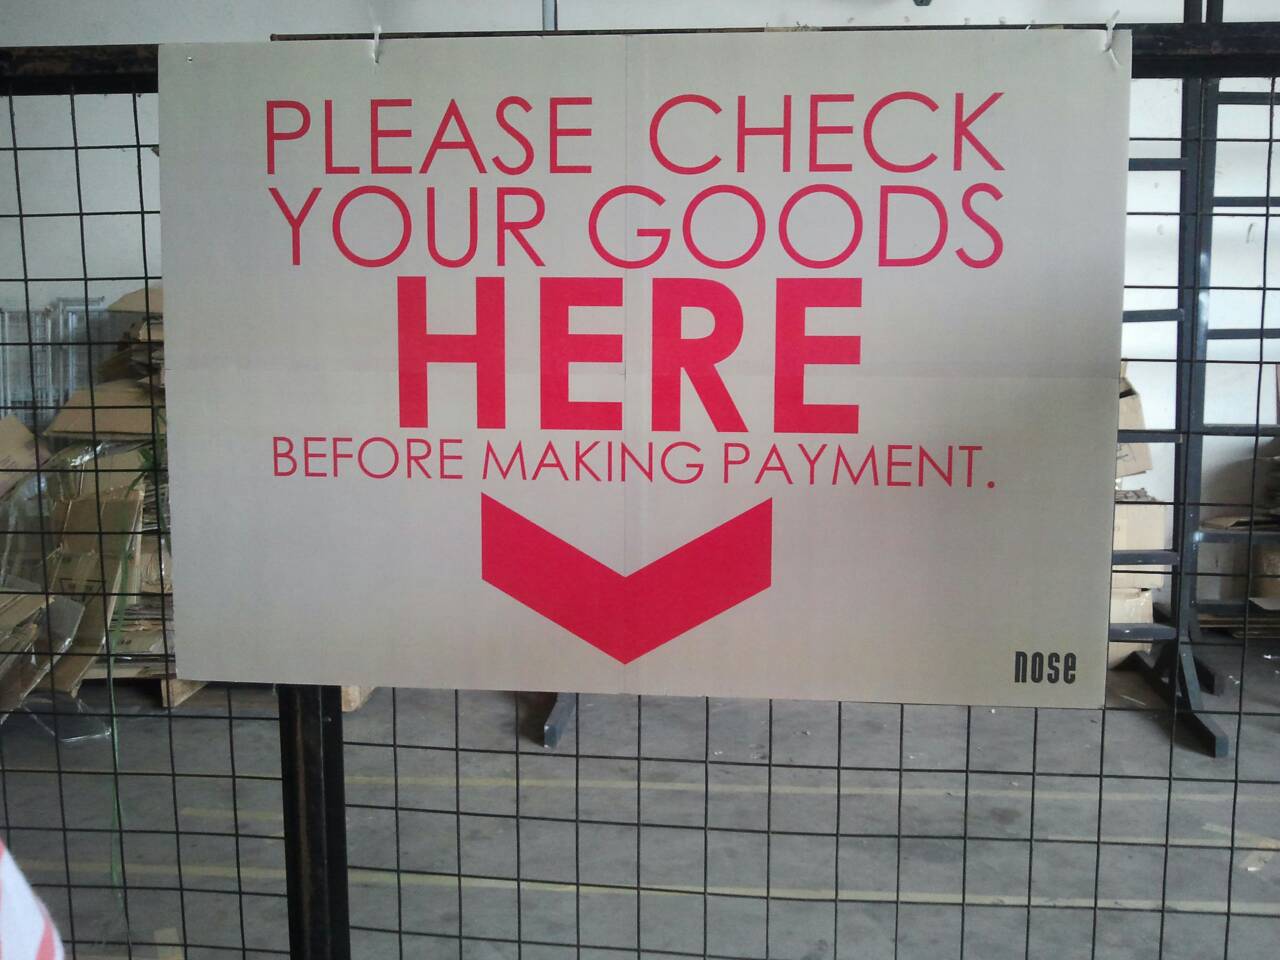 PLEASE CHECK
YOUR GOODS
HERE
BEFORE MAKING PAYMENT.
nose